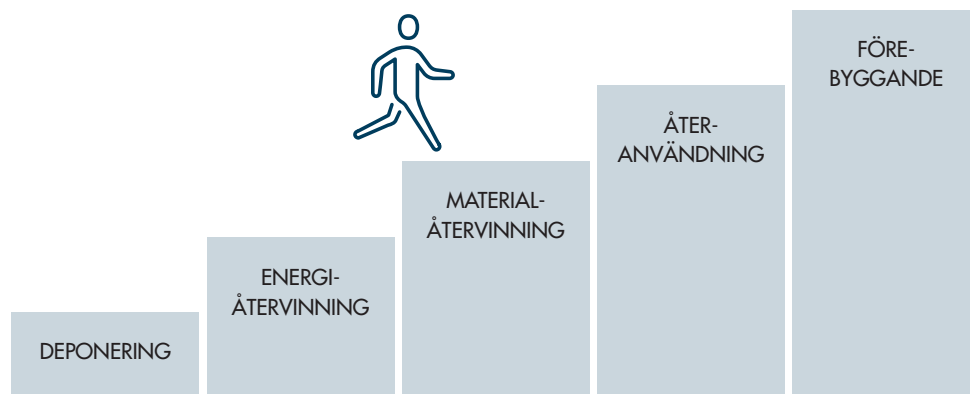 DEPONERING
ENERGI-
ÅTERVINNING
MATERIAL-
ÅTERVINNING
ÅTER-
ANVÄNDNING
FÖRE-
BYGGANDE